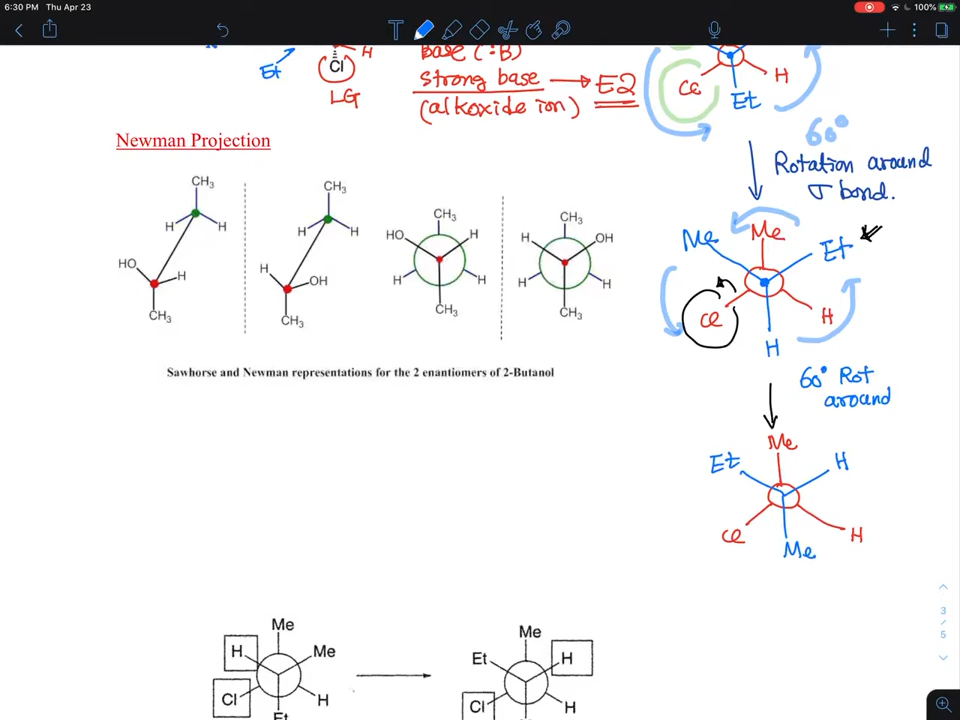 6:30 PM Thu Apr 23
100%
Et
H
Cl
LG
Base (:B)
strong base → E2
(alkoxide ion)
Cl
H
Et
60°
Rotation around
σ bond.
Newman Projection
CH3
H
H
HO
H
CH3
CH3
H
H
H
OH
CH3
CH3
HO
H
H
H
CH3
CH3
H
OH
H
H
CH3
Sawhorse and Newman representations for the 2 enantiomers of 2-Butanol
Me
Me
Et
Cl
H
H
60° Rot
around
Me
Et
H
Cl
H
Me
Me
H
Me
Cl
H
Et
Me
Et
H
Cl
H
3
/
5